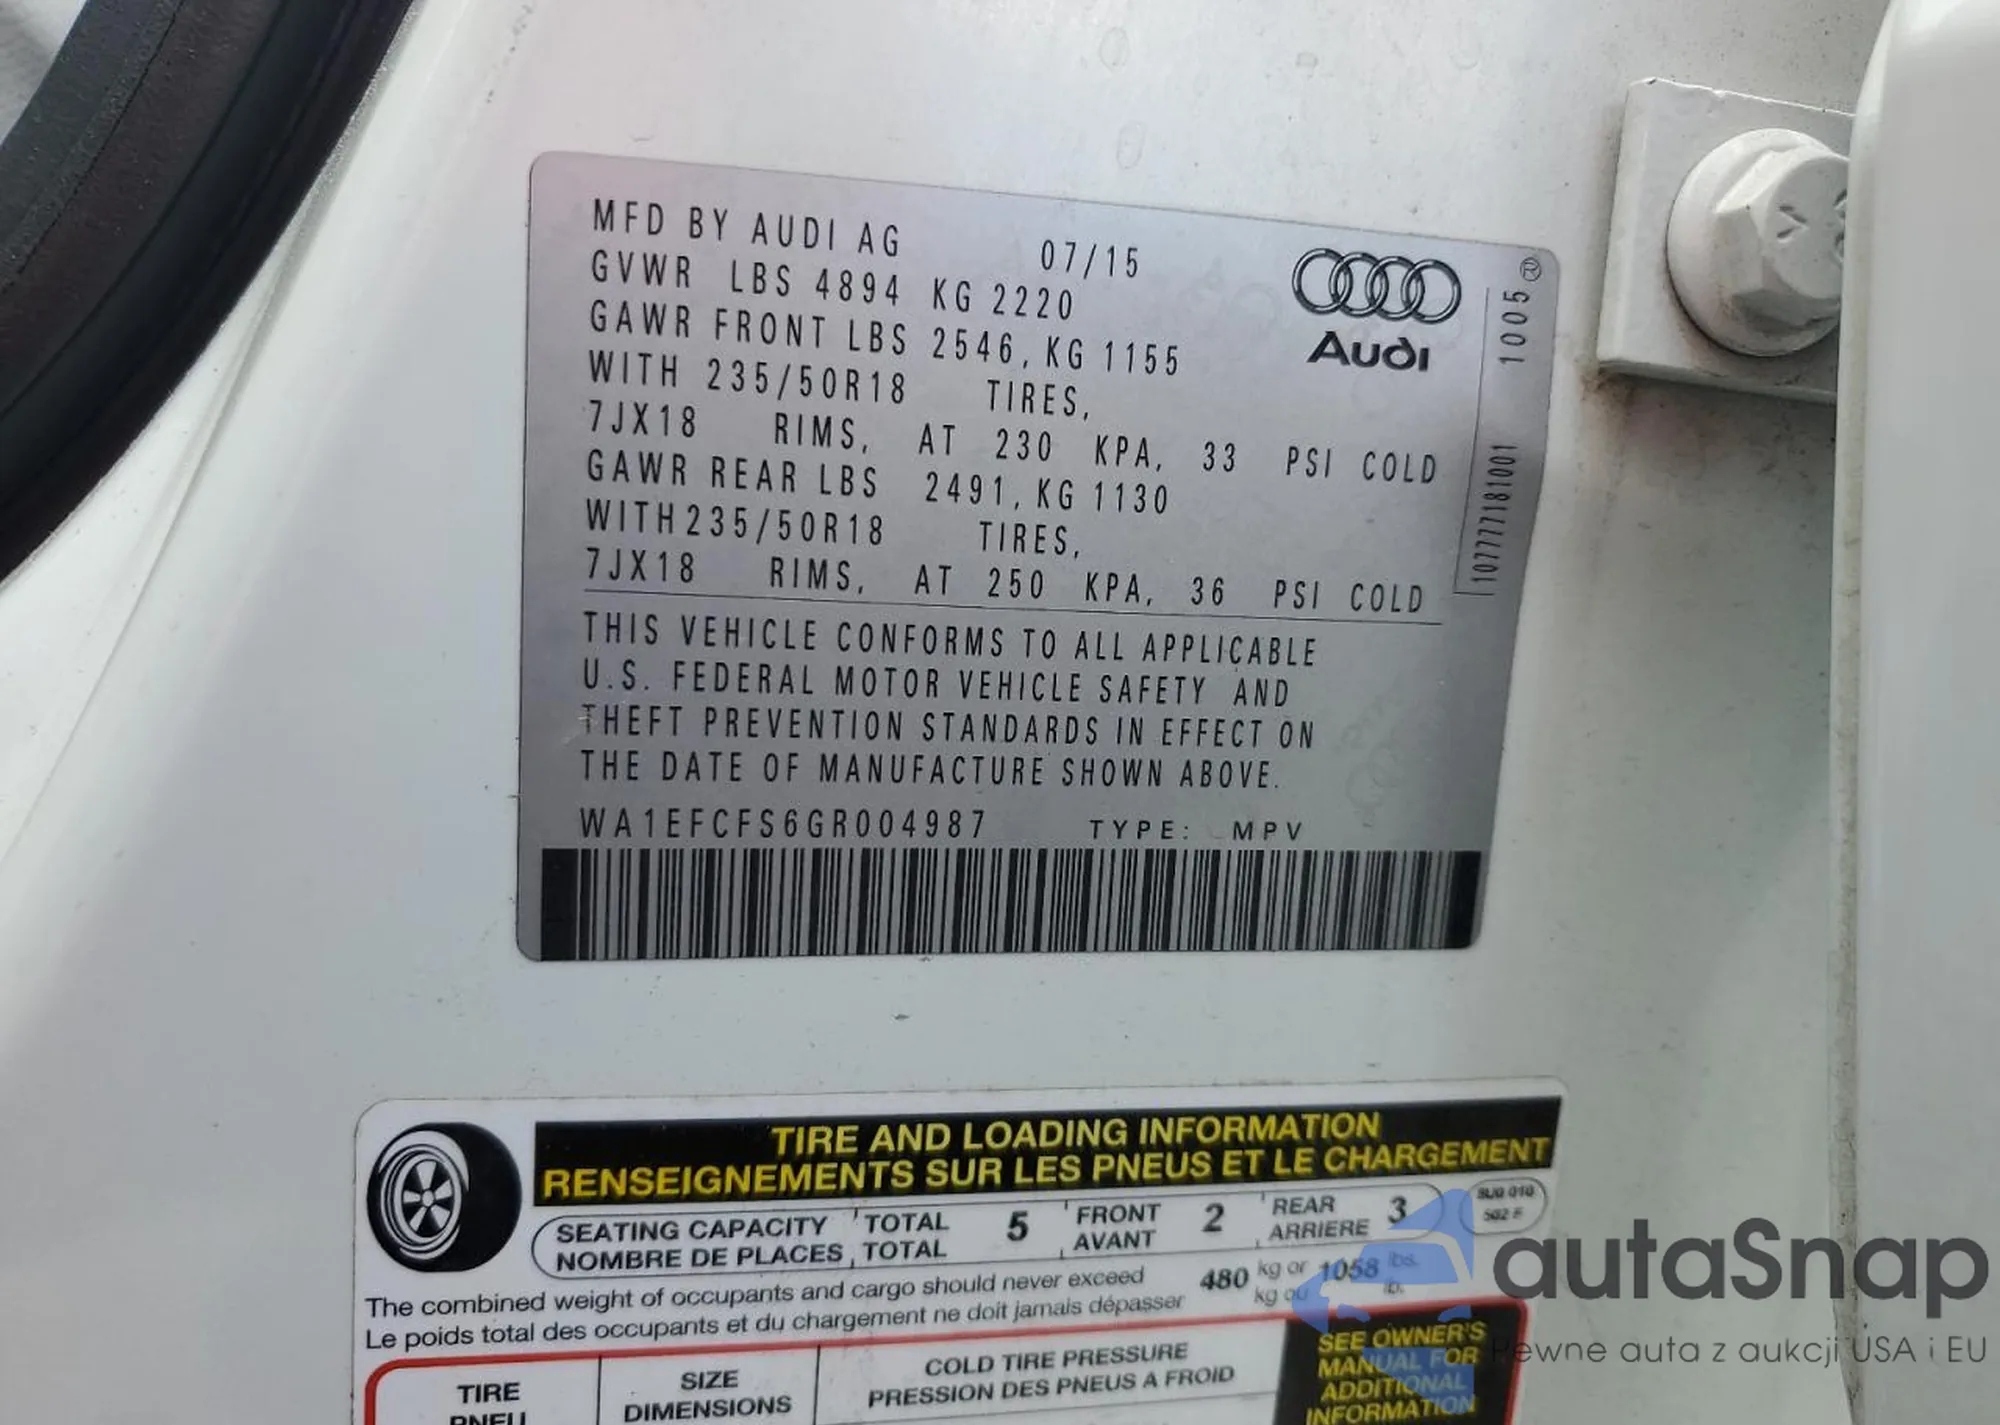 MFD BY AUDI AG 07/15
GVWR LBS 4894 KG 2220
GAWR FRONT LBS 2546, KG 1155
WITH 235/50R18 TIRES,
7JX18 RIMS, AT 230 KPA, 33 PSI COLD
GAWR REAR LBS 2491, KG 1130
WITH 235/50R18 TIRES,
7JX18 RIMS, AT 250 KPA, 36 PSI COLD
THIS VEHICLE CONFORMS TO ALL APPLICABLE
U.S. FEDERAL MOTOR VEHICLE SAFETY AND
THEFT PREVENTION STANDARDS IN EFFECT ON
THE DATE OF MANUFACTURE SHOWN ABOVE.
WA1EFCFS6GR004987 TYPE: MPV
Audi
®
1005
107777181001
TIRE AND LOADING INFORMATION
RENSEIGNEMENTS SUR LES PNEUS ET LE CHARGEMENT
SEATING CAPACITY TOTAL 5 FRONT 2 REAR 3
NOMBRE DE PLACES TOTAL AVANT ARRIERE
The combined weight of occupants and cargo should never exceed 480 kg or 1058 lbs.
Le poids total des occupants et du chargement ne doit jamais dépasser kg ou lb.
TIRE
PNEU
SIZE
DIMENSIONS
COLD TIRE PRESSURE
PRESSION DES PNEUS A FROID
SEE OWNER'S
MANUAL FOR
ADDITIONAL
INFORMATION
autaSnap
Pewne auta z aukcji USA i EU